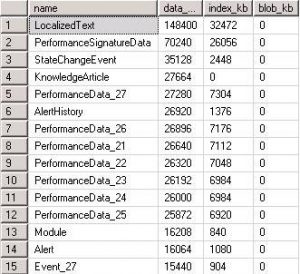 name data_... index_kb blob_kb
1 LocalizedText 148400 32472 0
2 PerformanceSignatureData 70240 26056 0
3 StateChangeEvent 35128 2448 0
4 KnowledgeArticle 27664 0 0
5 PerformanceData_27 27280 7304 0
6 AlertHistory 26920 1376 0
7 PerformanceData_26 26896 7176 0
8 PerformanceData_21 26640 7112 0
9 PerformanceData_22 26320 7048 0
10 PerformanceData_23 26192 6984 0
11 PerformanceData_24 26000 6984 0
12 PerformanceData_25 25872 6920 0
13 Module 16208 840 0
14 Alert 16064 1080 0
15 Event_27 15440 904 0